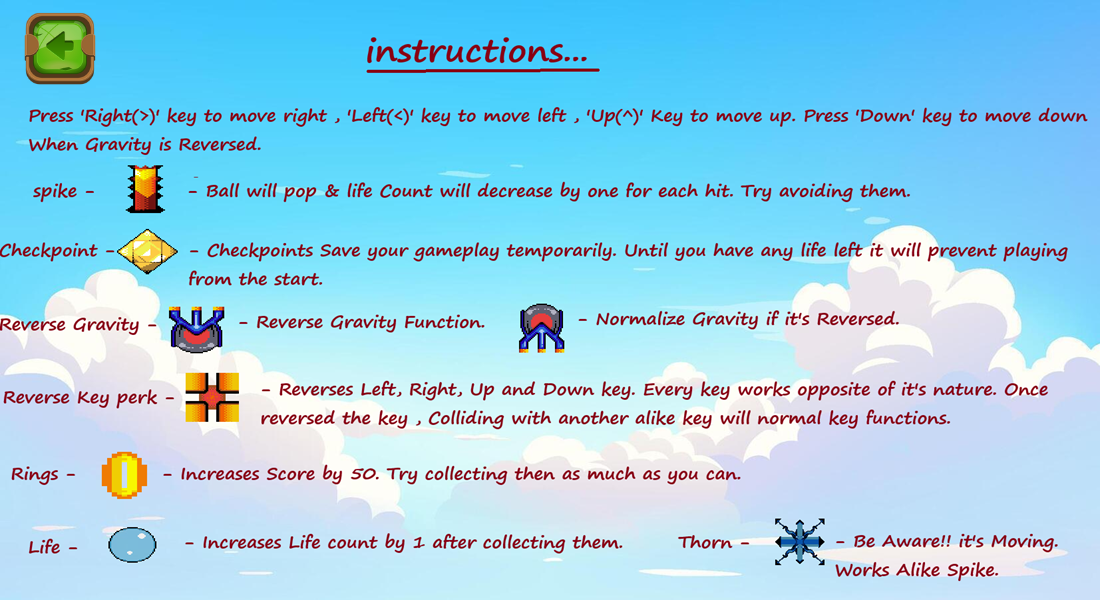 instructions...
Press 'Right(>)' key to move right , 'Left(<)' key to move left , 'Up(^)' Key to move up. Press 'Down' key to move down
When Gravity is Reversed.
spike - - Ball will pop & life Count will decrease by one for each hit. Try avoiding them.
Checkpoint - - Checkpoints Save your gameplay temporarily. Until you have any life left it will prevent playing
from the start.
Reverse Gravity - - Reverse Gravity Function. - Normalize Gravity if it's Reversed.
Reverse Key perk - - Reverses Left, Right, Up and Down key. Every key works opposite of it's nature. Once
reversed the key , Colliding with another alike key will normal key functions.
Rings - - Increases Score by 50. Try collecting then as much as you can.
Life - - Increases Life count by 1 after collecting them. Thorn - - Be Aware!! it's Moving.
Works Alike Spike.